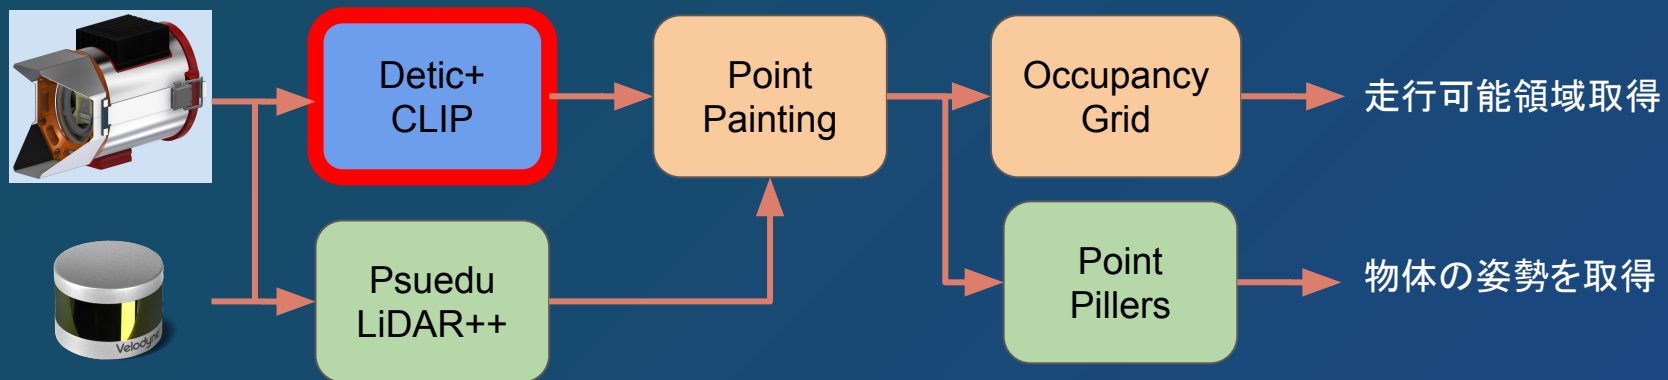 Detic+
CLIP
Point
Painting
Occupancy
Grid
走行可能領域取得
Psuedu
LiDAR++
Point
Pillers
物体の姿勢を取得
Velodyne